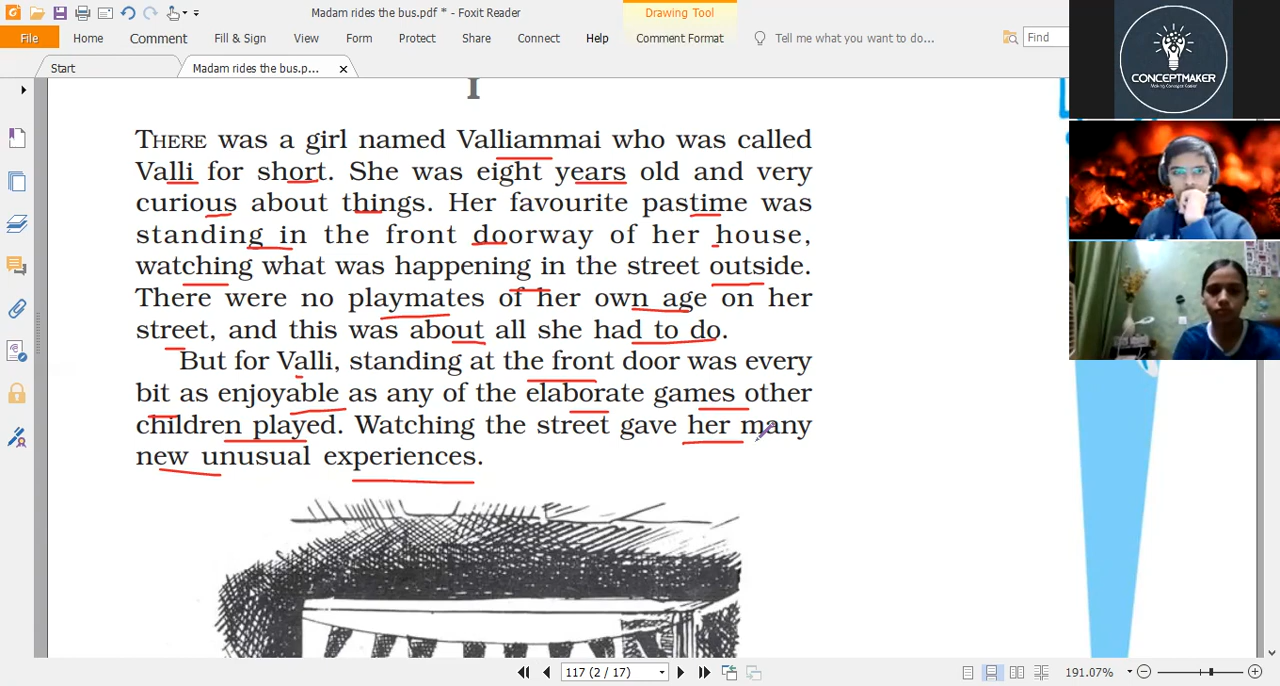 Madam rides the bus.pdf * - Foxit Reader
Drawing Tool
File Home Comment Fill & Sign View Form Protect Share Connect Help Comment Format Tell me what you want to do... Find
Start Madam rides the bus.p...
I
THERE was a girl named Valliammai who was called
Valli for short. She was eight years old and very
curious about things. Her favourite pastime was
standing in the front doorway of her house,
watching what was happening in the street outside.
There were no playmates of her own age on her
street, and this was about all she had to do.
But for Valli, standing at the front door was every
bit as enjoyable as any of the elaborate games other
children played. Watching the street gave her many
new unusual experiences.
CONCEPTMAKER
Making Concepts Easier
117 (2 / 17)
191.07%